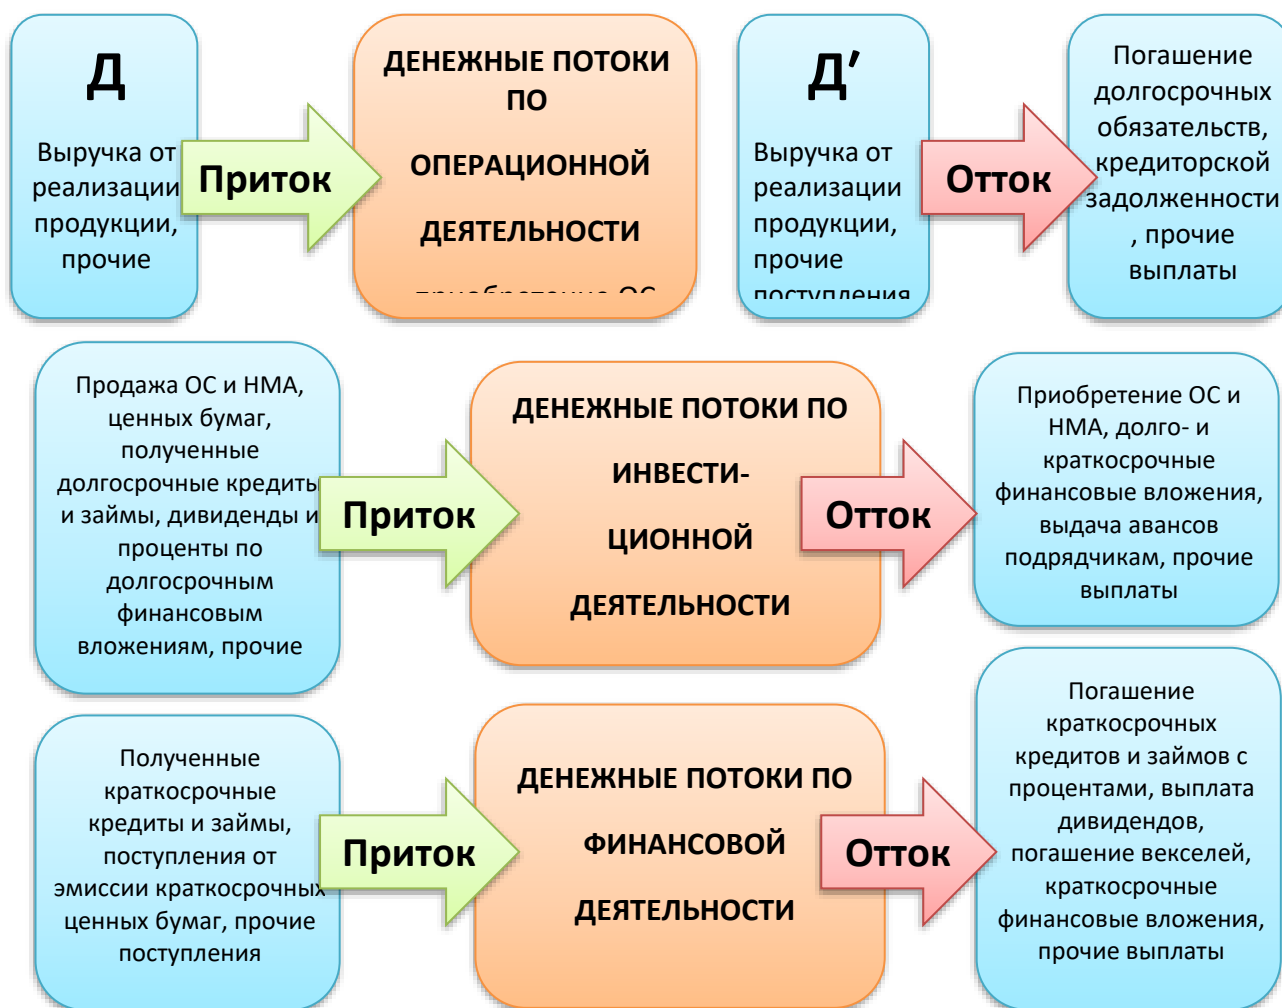 Д
Выручка от
реализации
продукции,
прочие
Приток
ДЕНЕЖНЫЕ ПОТОКИ
ПО
ОПЕРАЦИОННОЙ
ДЕЯТЕЛЬНОСТИ
приобретение ОС
Д′
Выручка от
реализации
продукции,
прочие
поступления
Отток
Погашение
долгосрочных
обязательств,
кредиторской
задолженности
, прочие
выплаты
Продажа ОС и НМА,
ценных бумаг,
полученные
долгосрочные кредиты
и займы, дивиденды и
проценты по
долгосрочным
финансовым
вложениям, прочие
Приток
ДЕНЕЖНЫЕ ПОТОКИ ПО
ИНВЕСТИ-
ЦИОННОЙ
ДЕЯТЕЛЬНОСТИ
Отток
Приобретение ОС и
НМА, долго- и
краткосрочные
финансовые вложения,
выдача авансов
подрядчикам, прочие
выплаты
Полученные
краткосрочные
кредиты и займы,
поступления от
эмиссии краткосрочных
ценных бумаг, прочие
поступления
Приток
ДЕНЕЖНЫЕ ПОТОКИ ПО
ФИНАНСОВОЙ
ДЕЯТЕЛЬНОСТИ
Отток
Погашение
краткосрочных
кредитов и займов с
процентами, выплата
дивидендов,
погашение векселей,
краткосрочные
финансовые вложения,
прочие выплаты